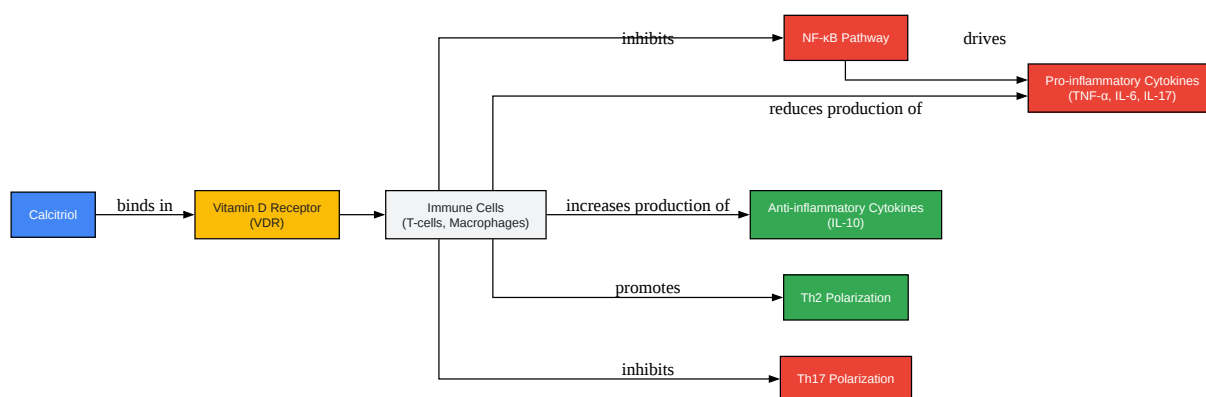 inhibits
NF-κB Pathway
drives
Pro-inflammatory Cytokines
(TNF-α, IL-6, IL-17)
reduces production of
Calcitriol
binds in
Vitamin D Receptor
(VDR)
Immune Cells
(T-cells, Macrophages)
increases production of
Anti-inflammatory Cytokines
(IL-10)
promotes
Th2 Polarization
inhibits
Th17 Polarization